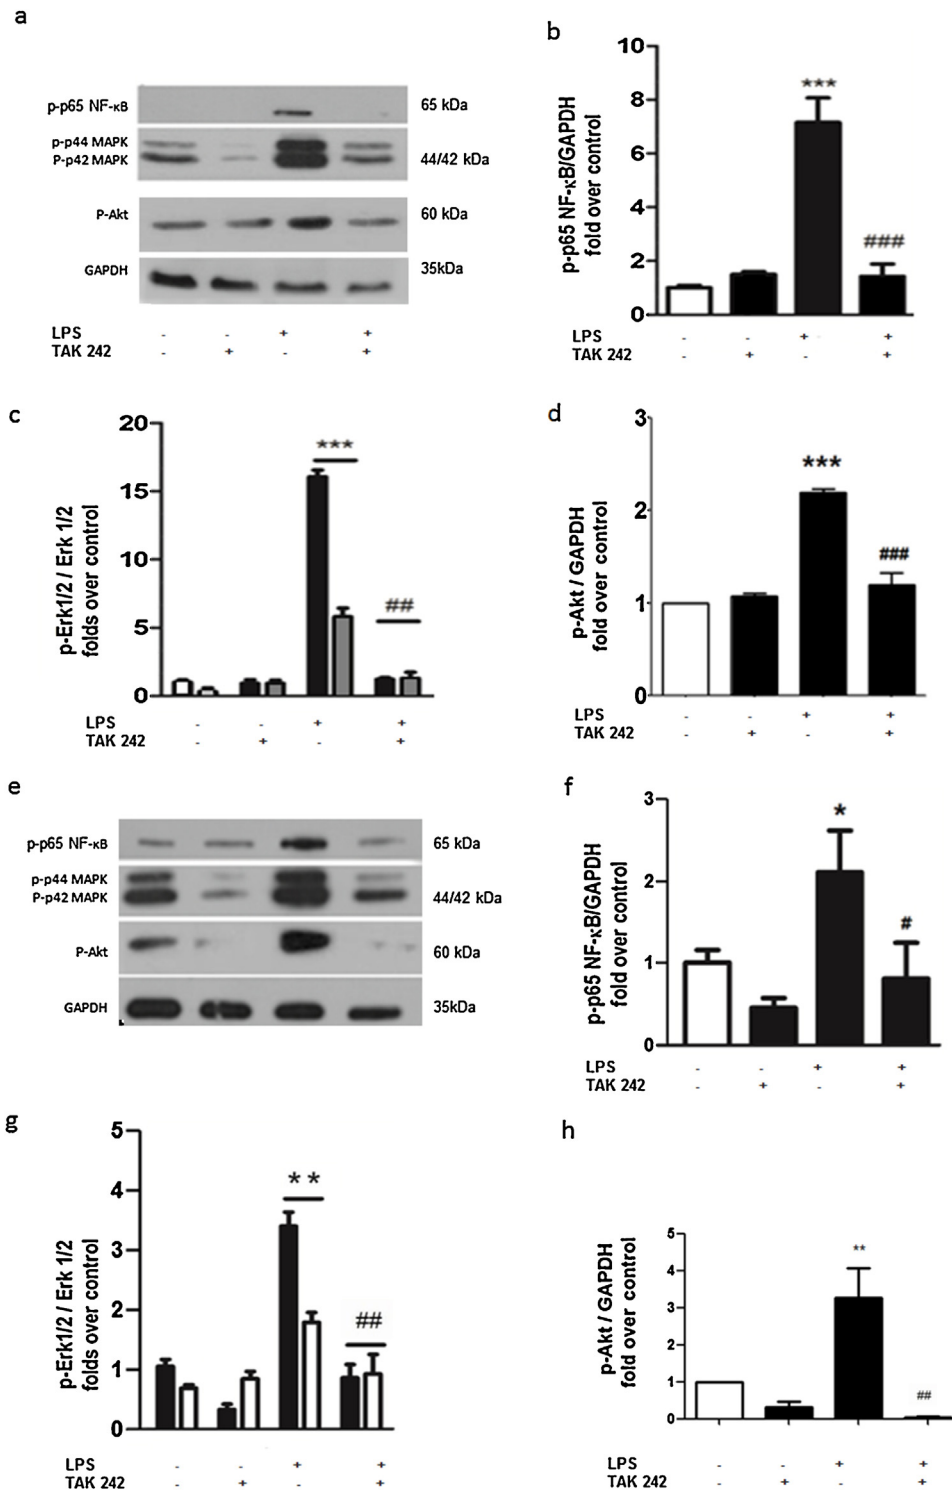 a
p-p65 NF-κB
65 kDa
p-p44 MAPK
P-p42 MAPK
44/42 kDa
P-Akt
60 kDa
GAPDH
35kDa
LPS - - + +
TAK 242 - + - +
b
p-p65 NF-κB/GAPDH
fold over control
10
8
6
4
2
0
***
###
LPS - - + +
TAK 242 - + - +
c
p-Erk1/2 / Erk 1/2
folds over control
20
15
10
5
0
***
##
LPS - - + +
TAK 242 - + - +
d
p-Akt / GAPDH
fold over control
3
2
1
0
***
###
LPS - - + +
TAK 242 - + - +
e
p-p65 NF-κB
65 kDa
p-p44 MAPK
P-p42 MAPK
44/42 kDa
P-Akt
60 kDa
GAPDH
35kDa
f
p-p65 NF-κB/GAPDH
fold over control
3
2
1
0
*
#
LPS - - + +
TAK 242 - + - +
g
p-Erk1/2 / Erk 1/2
folds over control
5
4
3
2
1
0
* *
##
LPS - - + +
TAK 242 - + - +
h
p-Akt / GAPDH
fold over control
5
4
3
2
1
0
**
##
LPS - - + +
TAK 242 - + - +